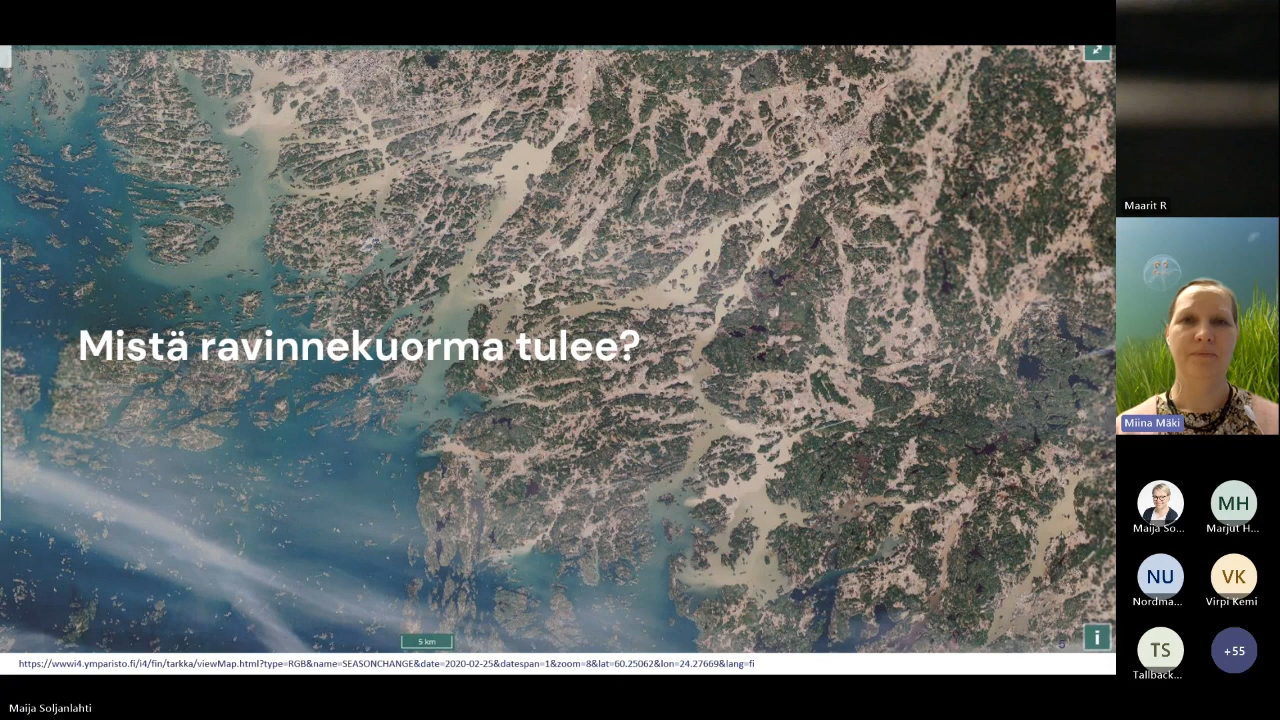 Mistä ravinnekuorma tulee?
5 km
i
5
https://wwwi4.ymparisto.fi/i4/fin/tarkka/viewMap.html?type=RGB&name=SEASONCHANGE&date=2020-02-25&datespan=1&zoom=8&lat=60.25062&lon=24.27669&lang=fi
Maija Soljanlahti
Maarit R
Miina Mäki
Maija So...
MH
Marjut H...
NU
Nordma...
VK
Virpi Kemi
TS
Tallback...
+55